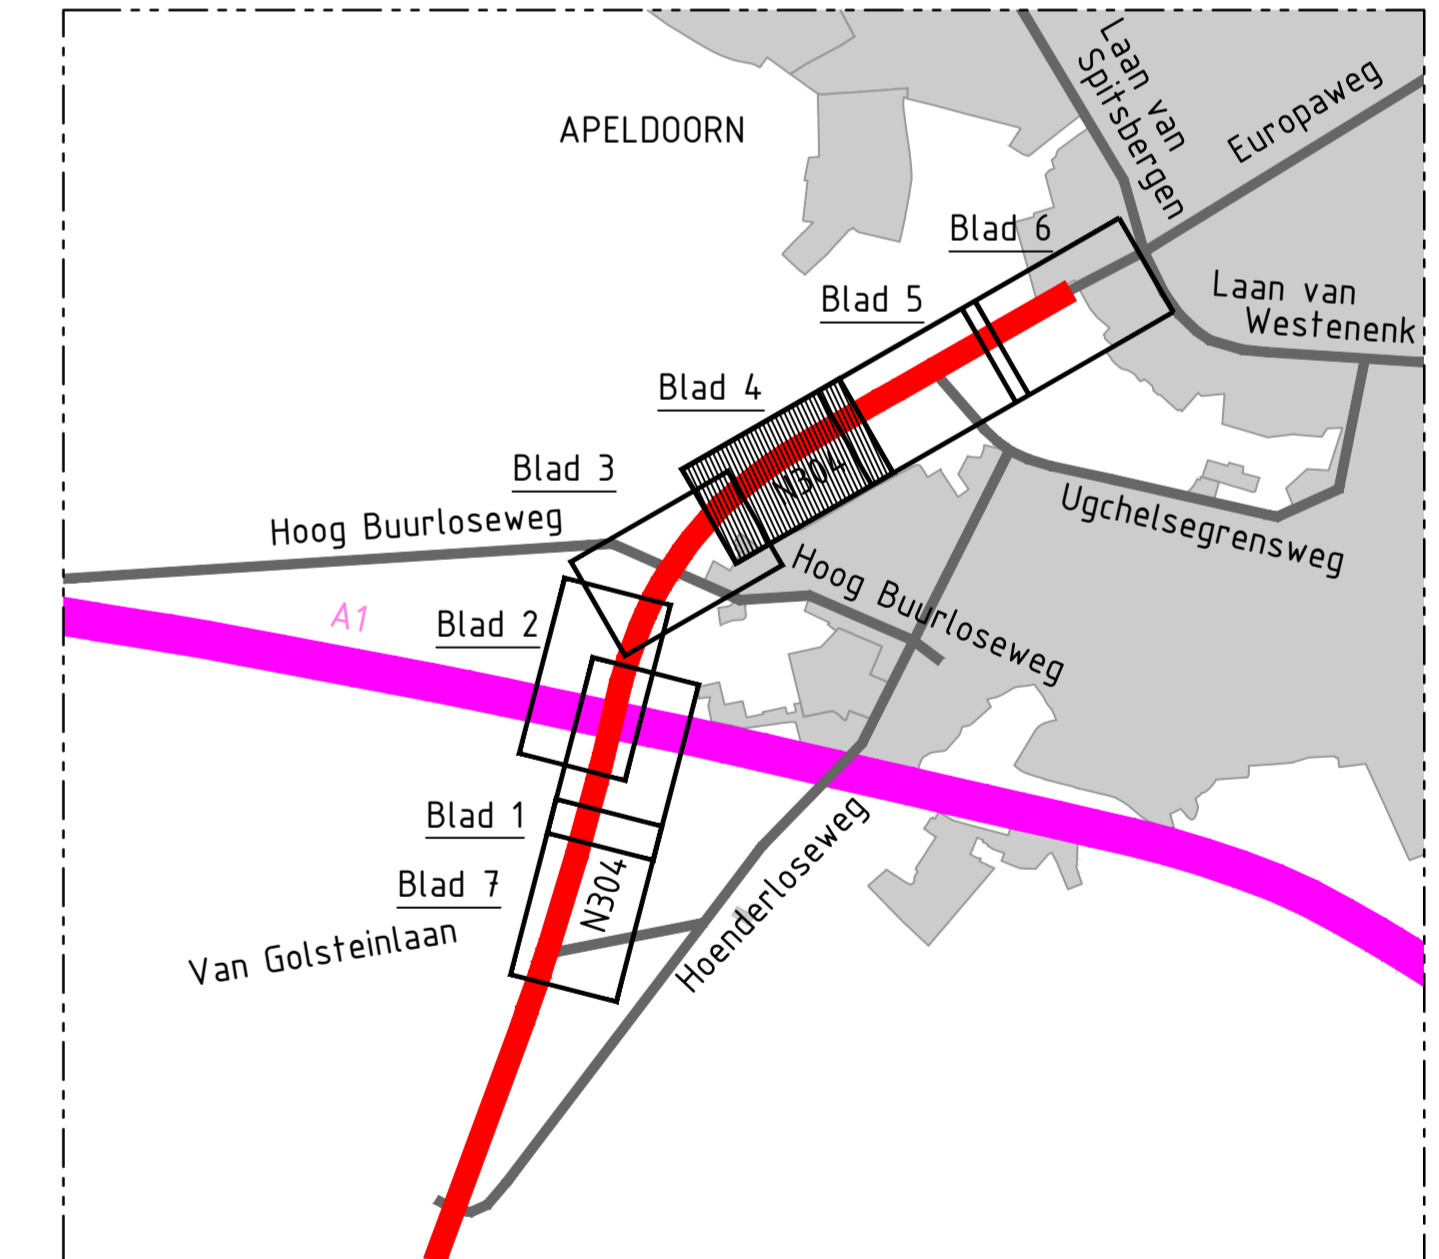 Laan van
Spitsbergen
Europaweg
APELDOORN
Blad 6
Blad 5
Laan van
Westenenk
Blad 4
Blad 3
N304
Hoog Buurloseweg
Ugchelsegrensweg
Hoog Buurloseweg
A1
Blad 2
Blad 1
Blad 7
N304
Hoenderloseweg
Van Golsteinlaan